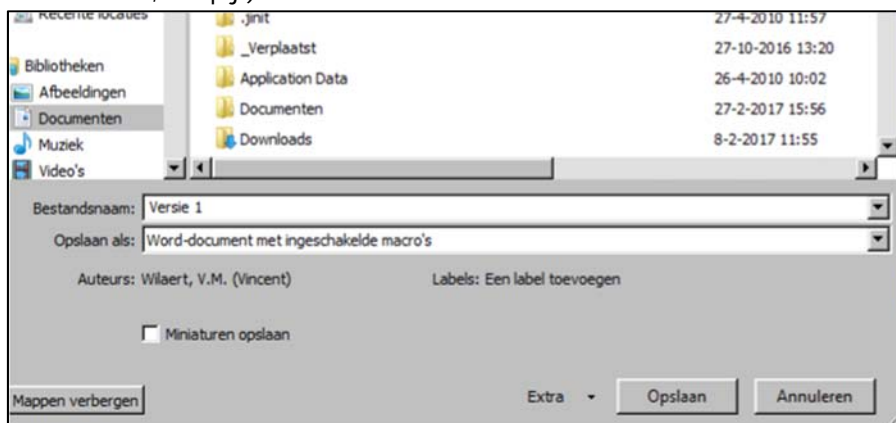 Recente locaties
Bibliotheken
Afbeeldingen
Documenten
Muziek
Video's
.jinit 27-4-2010 11:57
_Verplaatst 27-10-2016 13:20
Application Data 26-4-2010 10:02
Documenten 27-2-2017 15:56
Downloads 8-2-2017 11:55
Bestandsnaam: Versie 1
Opslaan als: Word-document met ingeschakelde macro's
Auteurs: Wilaert, V.M. (Vincent) Labels: Een label toevoegen
Miniaturen opslaan
Mappen verbergen Extra Opslaan Annuleren